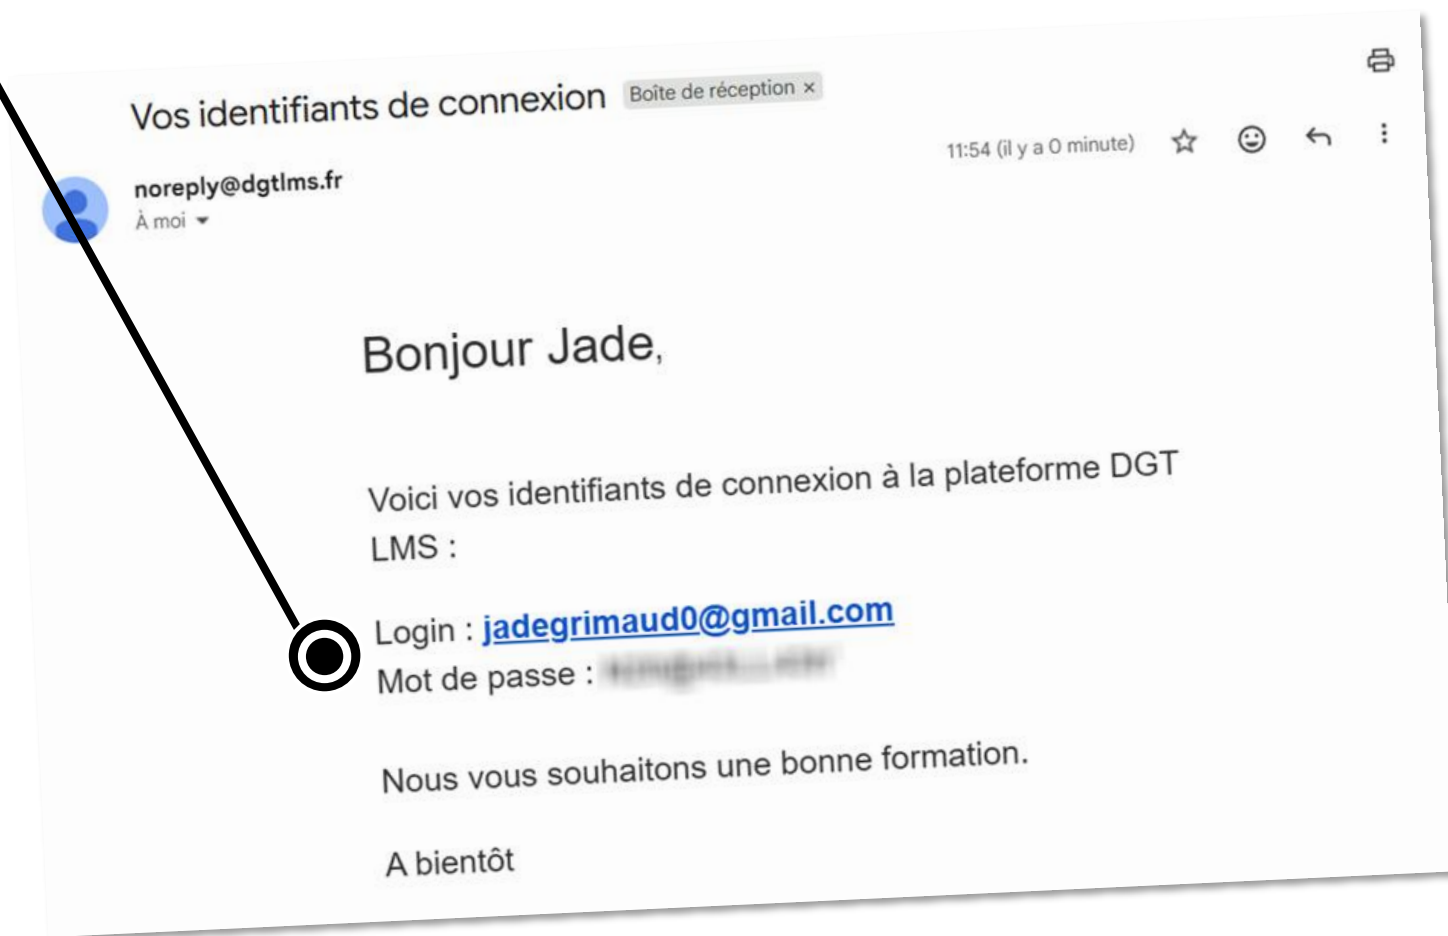 Vos identifiants de connexion Boîte de réception ×
noreply@dgtlms.fr
11:54 (il y a 0 minute)
À moi
Bonjour Jade,
Voici vos identifiants de connexion à la plateforme DGT
LMS :
Login : jadegrimaud0@gmail.com
Mot de passe :
Nous vous souhaitons une bonne formation.
A bientôt